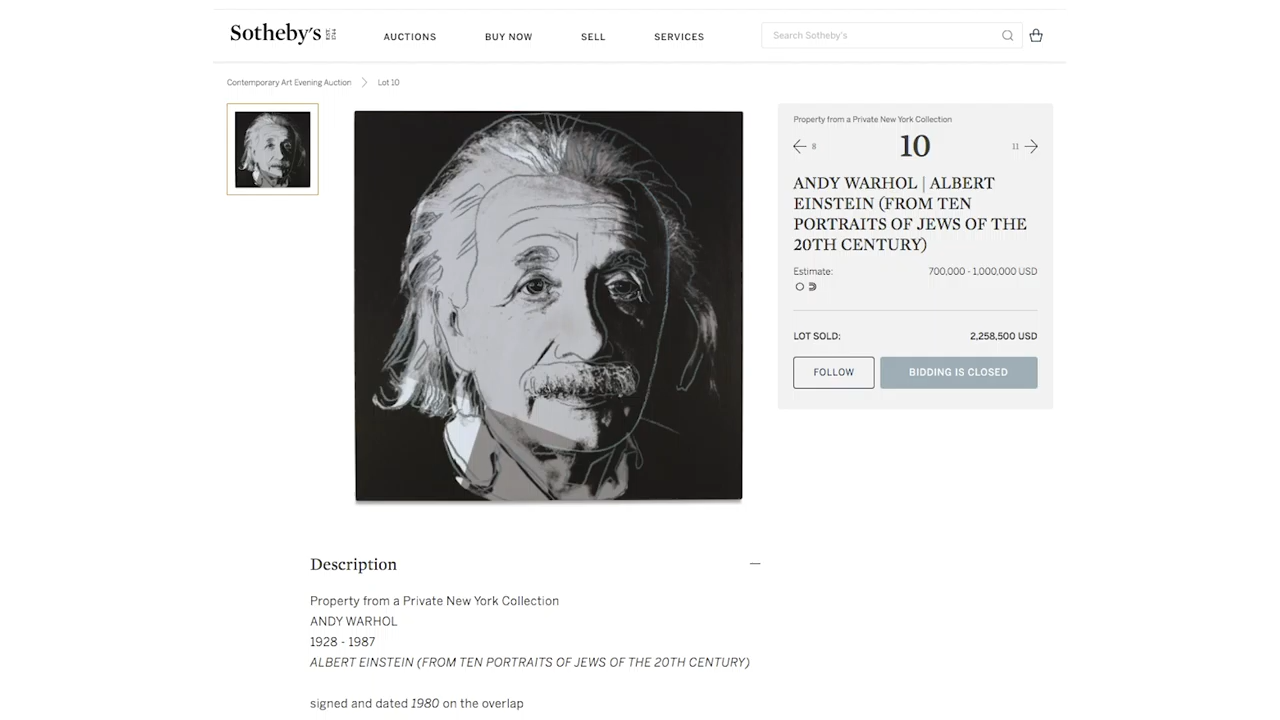 Sotheby's EST. 1744
AUCTIONS
BUY NOW
SELL
SERVICES
Search Sotheby's
Contemporary Art Evening Auction
Lot 10
Property from a Private New York Collection
8
10
11
ANDY WARHOL | ALBERT
EINSTEIN (FROM TEN
PORTRAITS OF JEWS OF THE
20TH CENTURY)
Estimate:
700,000 - 1,000,000 USD
LOT SOLD:
2,258,500 USD
FOLLOW
BIDDING IS CLOSED
Description
Property from a Private New York Collection
ANDY WARHOL
1928 - 1987
ALBERT EINSTEIN (FROM TEN PORTRAITS OF JEWS OF THE 20TH CENTURY)
signed and dated 1980 on the overlap